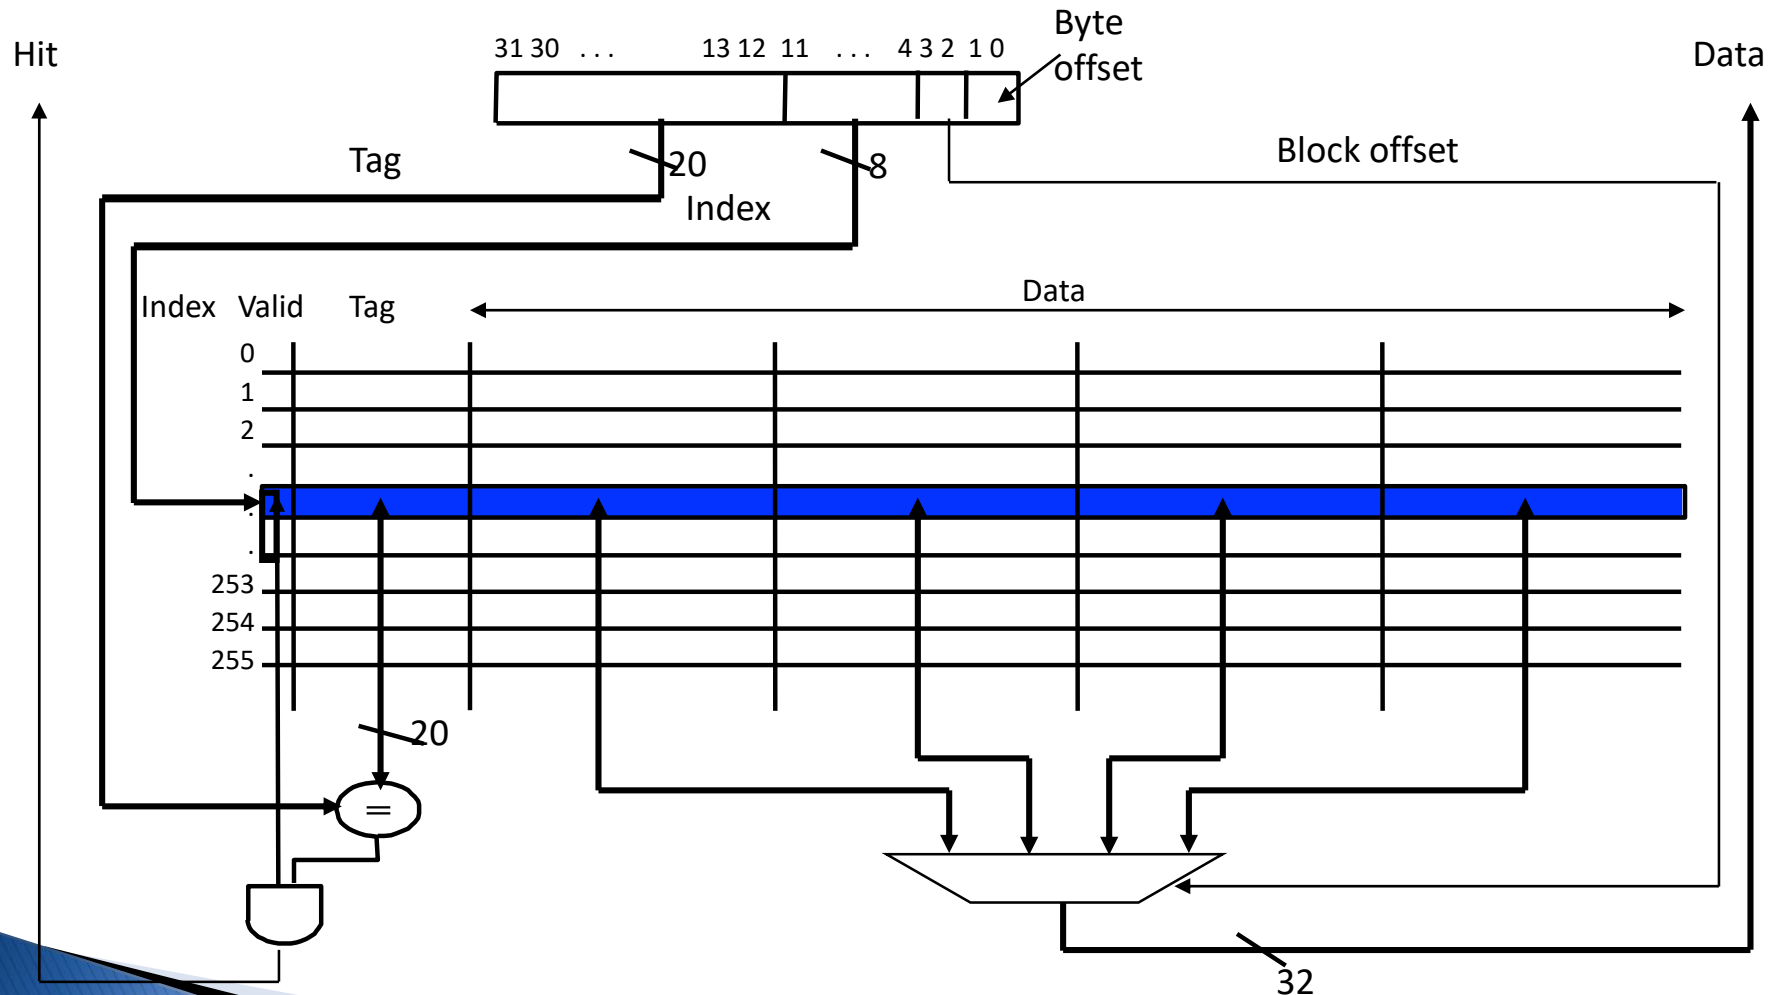 Hit
31 30 . . . 13 12 11 . . . 4 3 2 1 0
Byte
offset
Data
Tag
20
8
Block offset
Index
Index Valid Tag
Data
0
1
2
.
.
.
253
254
255
20
=
32